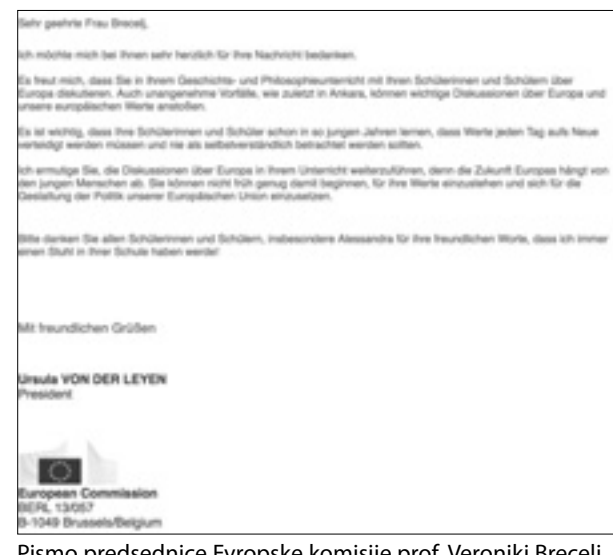 Sehr geehrte Frau Brecelj,
ich möchte mich bei Ihnen sehr herzlich für Ihre Nachricht bedanken.
Es freut mich, dass Sie in Ihrem Geschichts- und Philosophieunterricht mit Ihren Schülerinnen und Schülern über
Europa diskutieren. Auch unangenehme Vorfälle, wie zuletzt in Ankara, können wichtige Diskussionen über Europa und
unsere europäischen Werte anstoßen.
Es ist wichtig, dass Ihre Schülerinnen und Schüler schon in so jungen Jahren lernen, dass Werte jeden Tag aufs Neue
verteidigt werden müssen und nie als selbstverständlich betrachtet werden sollten.
Ich ermutige Sie, die Diskussionen über Europa in Ihrem Unterricht weiterzuführen, denn die Zukunft Europas hängt von
den jungen Menschen ab. Sie können nicht früh genug damit beginnen, für ihre Werte einzustehen und sich für die
Gestaltung der Politik unserer Europäischen Union einzusetzen.
Bitte danken Sie allen Schülerinnen und Schülern, insbesondere Alessandra für ihre freundlichen Worte, dass ich immer
einen Stuhl in Ihrer Schule haben werde!
Mit freundlichen Grüßen
Ursula VON DER LEYEN
President
European Commission
BERL 13/057
B-1049 Brussels/Belgium
Pismo predsednice Evropske komisije prof. Veroniki Brecelj